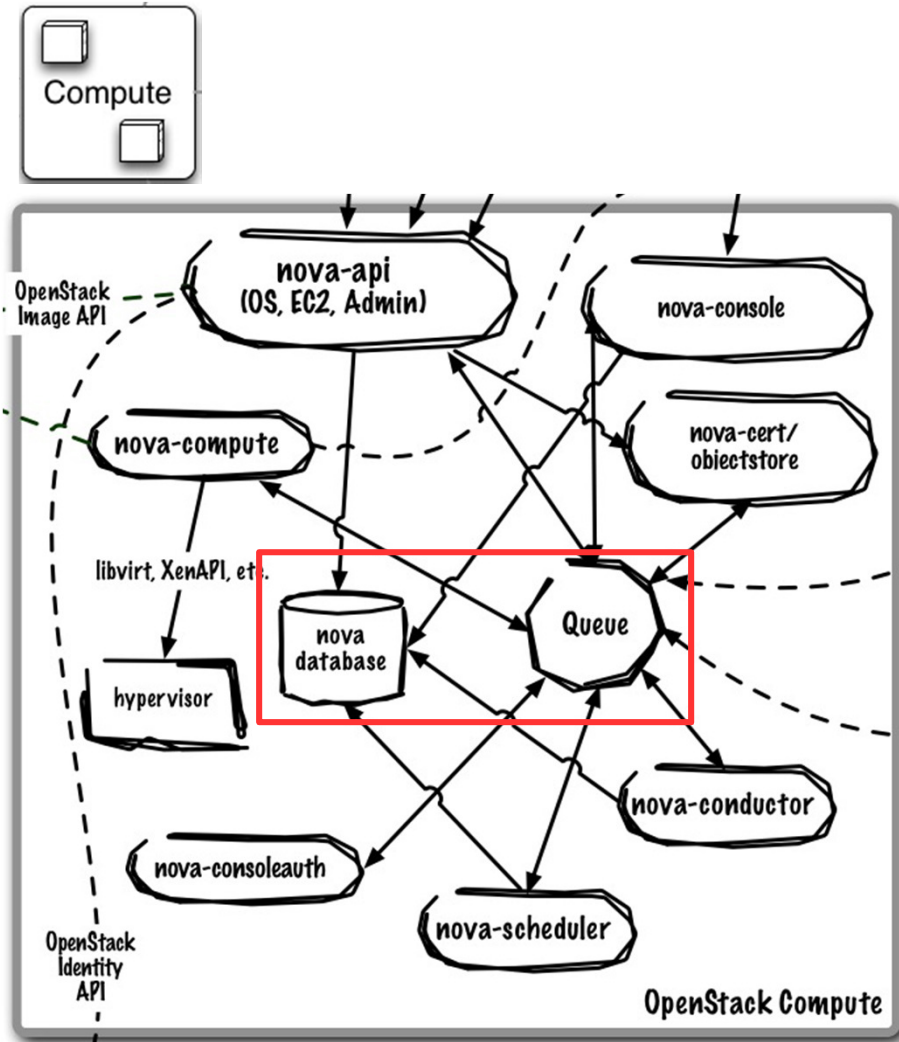 Compute
nova-api
(OS, EC2, Admin)
OpenStack
Image API
nova-console
nova-compute
nova-cert/
objectstore
libvirt, XenAPI, etc.
nova
database
Queue
hypervisor
nova-conductor
nova-consoleauth
nova-scheduler
OpenStack
Identity
API
OpenStack Compute